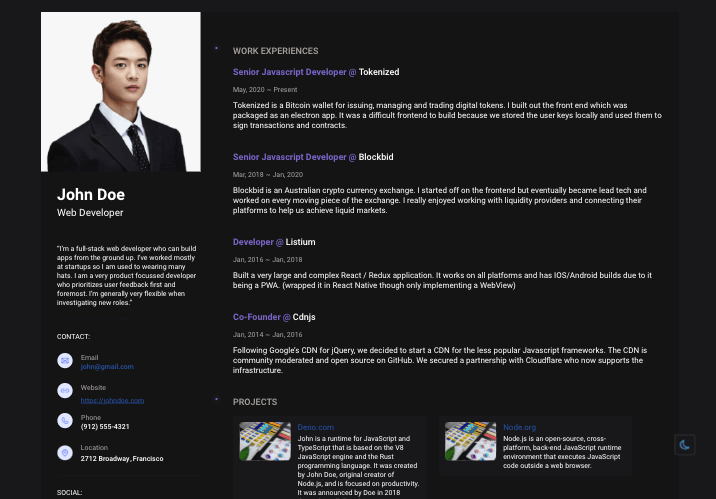 John Doe
Web Developer
"I'm a full-stack web developer who can build
apps from the ground up. I've worked mostly
at startups so I am used to wearing many
hats. I am a very product focussed developer
who prioritizes user feedback first and
foremost. I'm generally very flexible when
investigating new roles."
CONTACT:
Email
john@gmail.com
Website
https://johndoe.com
Phone
(912) 555-4321
Location
2712 Broadway, Francisco
SOCIAL:
WORK EXPERIENCES
Senior Javascript Developer @ Tokenized
May, 2020 ~ Present
Tokenized is a Bitcoin wallet for issuing, managing and trading digital tokens. I built out the front end which was
packaged as an electron app. It was a difficult frontend to build because we stored the user keys locally and used them to
sign transactions and contracts.
Senior Javascript Developer @ Blockbid
Mar, 2018 ~ Jan, 2020
Blockbid is an Australian crypto currency exchange. I started off on the frontend but eventually became lead tech and
worked on every moving piece of the exchange. I really enjoyed working with liquidity providers and connecting their
platforms to help us achieve liquid markets.
Developer @ Listium
Jan, 2016 ~ Jan, 2018
Built a very large and complex React / Redux application. It works on all platforms and has IOS/Android builds due to it
being a PWA. (wrapped it in React Native though only implementing a WebView)
Co-Founder @ Cdnjs
Jan, 2014 ~ Jan, 2016
Following Google's CDN for jQuery, we decided to start a CDN for the less popular Javascript frameworks. The CDN is
community moderated and open source on GitHub. We secured a partnership with Cloudflare who now supports the
infrastructure.
PROJECTS
Deno.com
John is a runtime for JavaScript and
TypeScript that is based on the V8
JavaScript engine and the Rust
programming language. It was created
by John Doe, original creator of
Node.js, and is focused on productivity.
It was announced by Doe in 2018
Node.org
Node.js is an open-source, cross-
platform, back-end JavaScript runtime
environment that executes JavaScript
code outside a web browser.